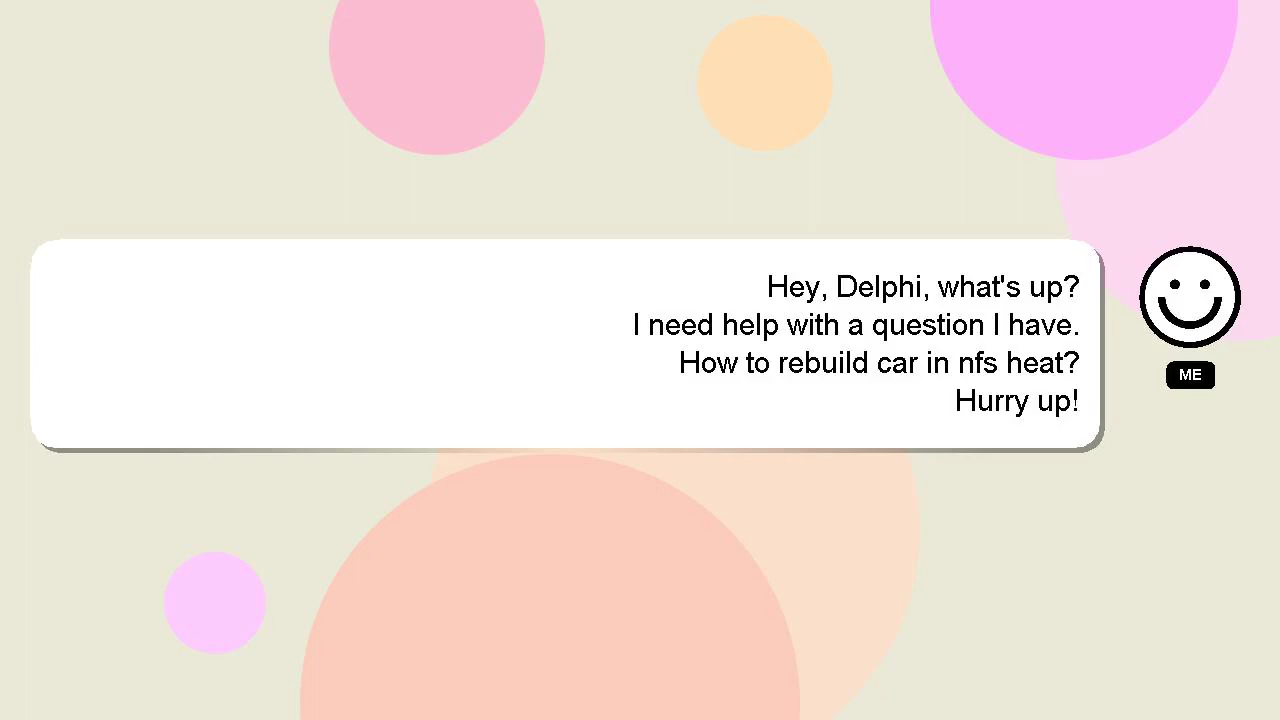 Hey, Delphi, what's up?
I need help with a question I have.
How to rebuild car in nfs heat?
Hurry up!
ME